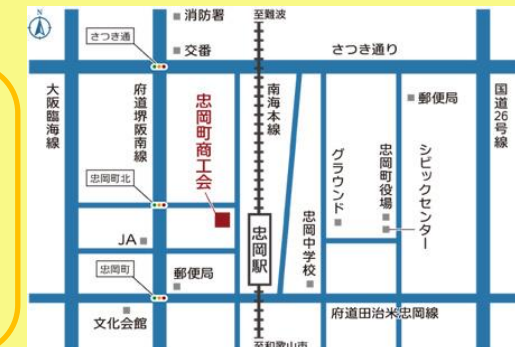 消防署
至難波
さつき通
交番
さつき通り
大阪臨海線
府道堺阪南線
忠岡町商工会
南海本線
郵便局
国道26号線
グラウンド
忠岡町役場
シビックセンター
忠岡町北
忠岡駅
忠岡中学校
JA
忠岡町
郵便局
文化会館
府道田治米忠岡線
至和歌山市